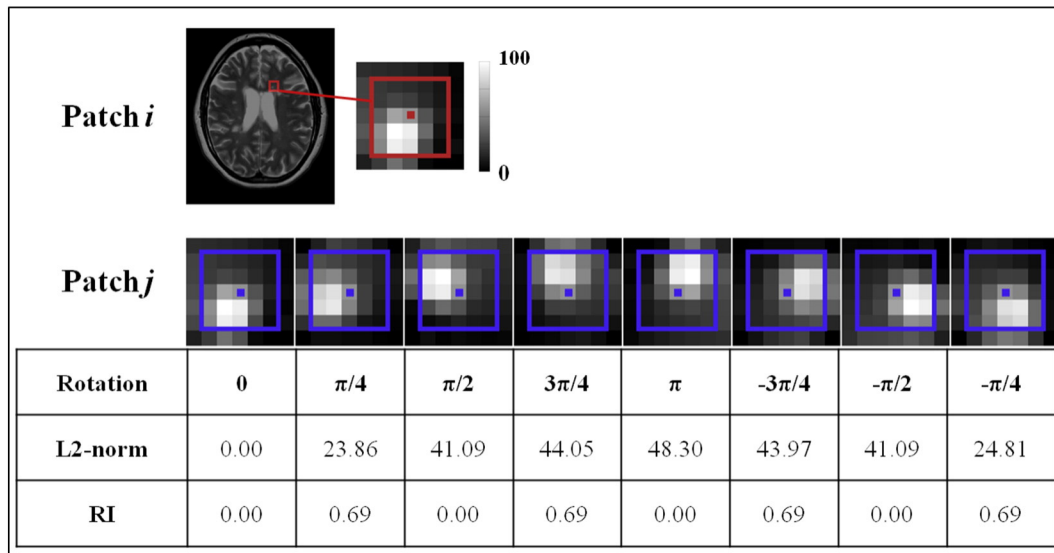 Patch i
100
0
Patch j
Rotation 0 π/4 π/2 3π/4 π -3π/4 -π/2 -π/4
L2-norm 0.00 23.86 41.09 44.05 48.30 43.97 41.09 24.81
RI 0.00 0.69 0.00 0.69 0.00 0.69 0.00 0.69